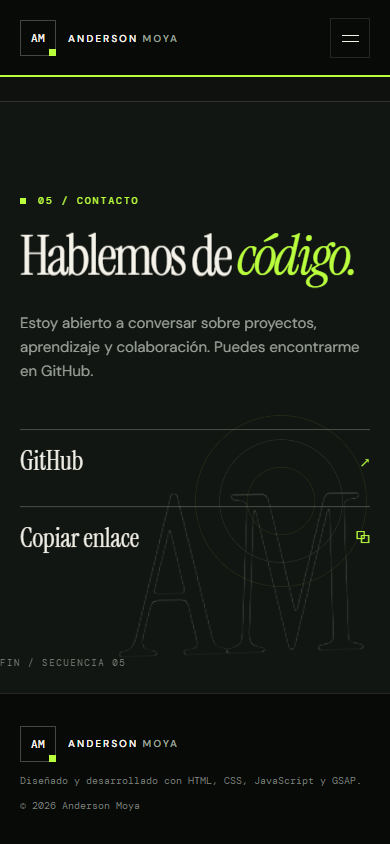 AM ANDERSON MOYA
05 / CONTACTO
Hablemos de código.
Estoy abierto a conversar sobre proyectos,
aprendizaje y colaboración. Puedes encontrarme
en GitHub.
GitHub ↗
Copiar enlace
AM
FIN / SECUENCIA 05
AM ANDERSON MOYA
Diseñado y desarrollado con HTML, CSS, JavaScript y GSAP.
© 2026 Anderson Moya